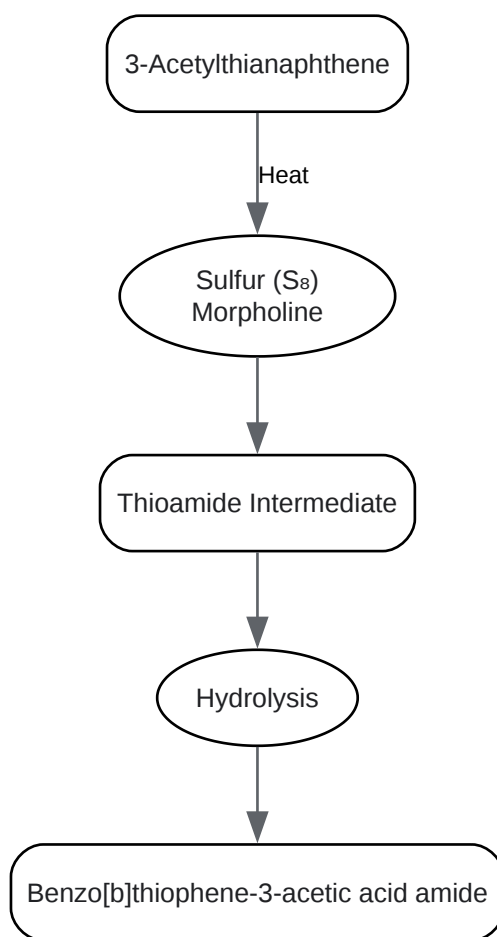 3-Acetylthianaphthene
Heat
Sulfur (S₈)
Morpholine
Thioamide Intermediate
Hydrolysis
Benzo[b]thiophene-3-acetic acid amide